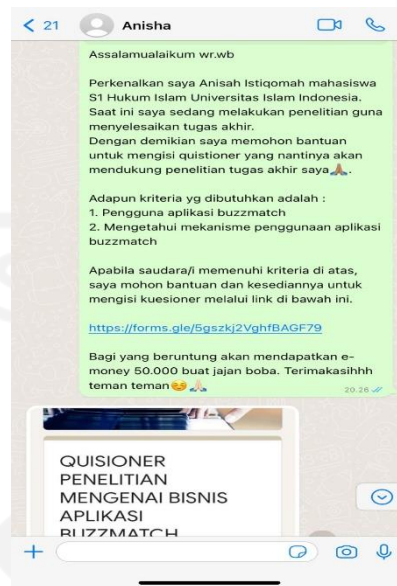 21
Anisha
Assalamualaikum wr.wb
Perkenalkan saya Anisah Istiqomah mahasiswa
S1 Hukum Islam Universitas Islam Indonesia.
Saat ini saya sedang melakukan penelitian guna
menyelesaikan tugas akhir.
Dengan demikian saya memohon bantuan
untuk mengisi quistioner yang nantinya akan
mendukung penelitian tugas akhir saya🙏🏽.
Adapun kriteria yg dibutuhkan adalah :
1. Pengguna aplikasi buzzmatch
2. Mengetahui mekanisme penggunaan aplikasi
buzzmatch
Apabila saudara/i memenuhi kriteria di atas,
saya mohon bantuan dan kesediannya untuk
mengisi kuesioner melalui link di bawah ini.
https://forms.gle/5gszkj2VghfBAGF79
Bagi yang beruntung akan mendapatkan e-
money 50.000 buat jajan boba. Terimakasihhh
teman teman☺️🙏🏻
20.26
QUISIONER
PENELITIAN
MENGENAI BISNIS
APLIKASI
BUZZMATCH